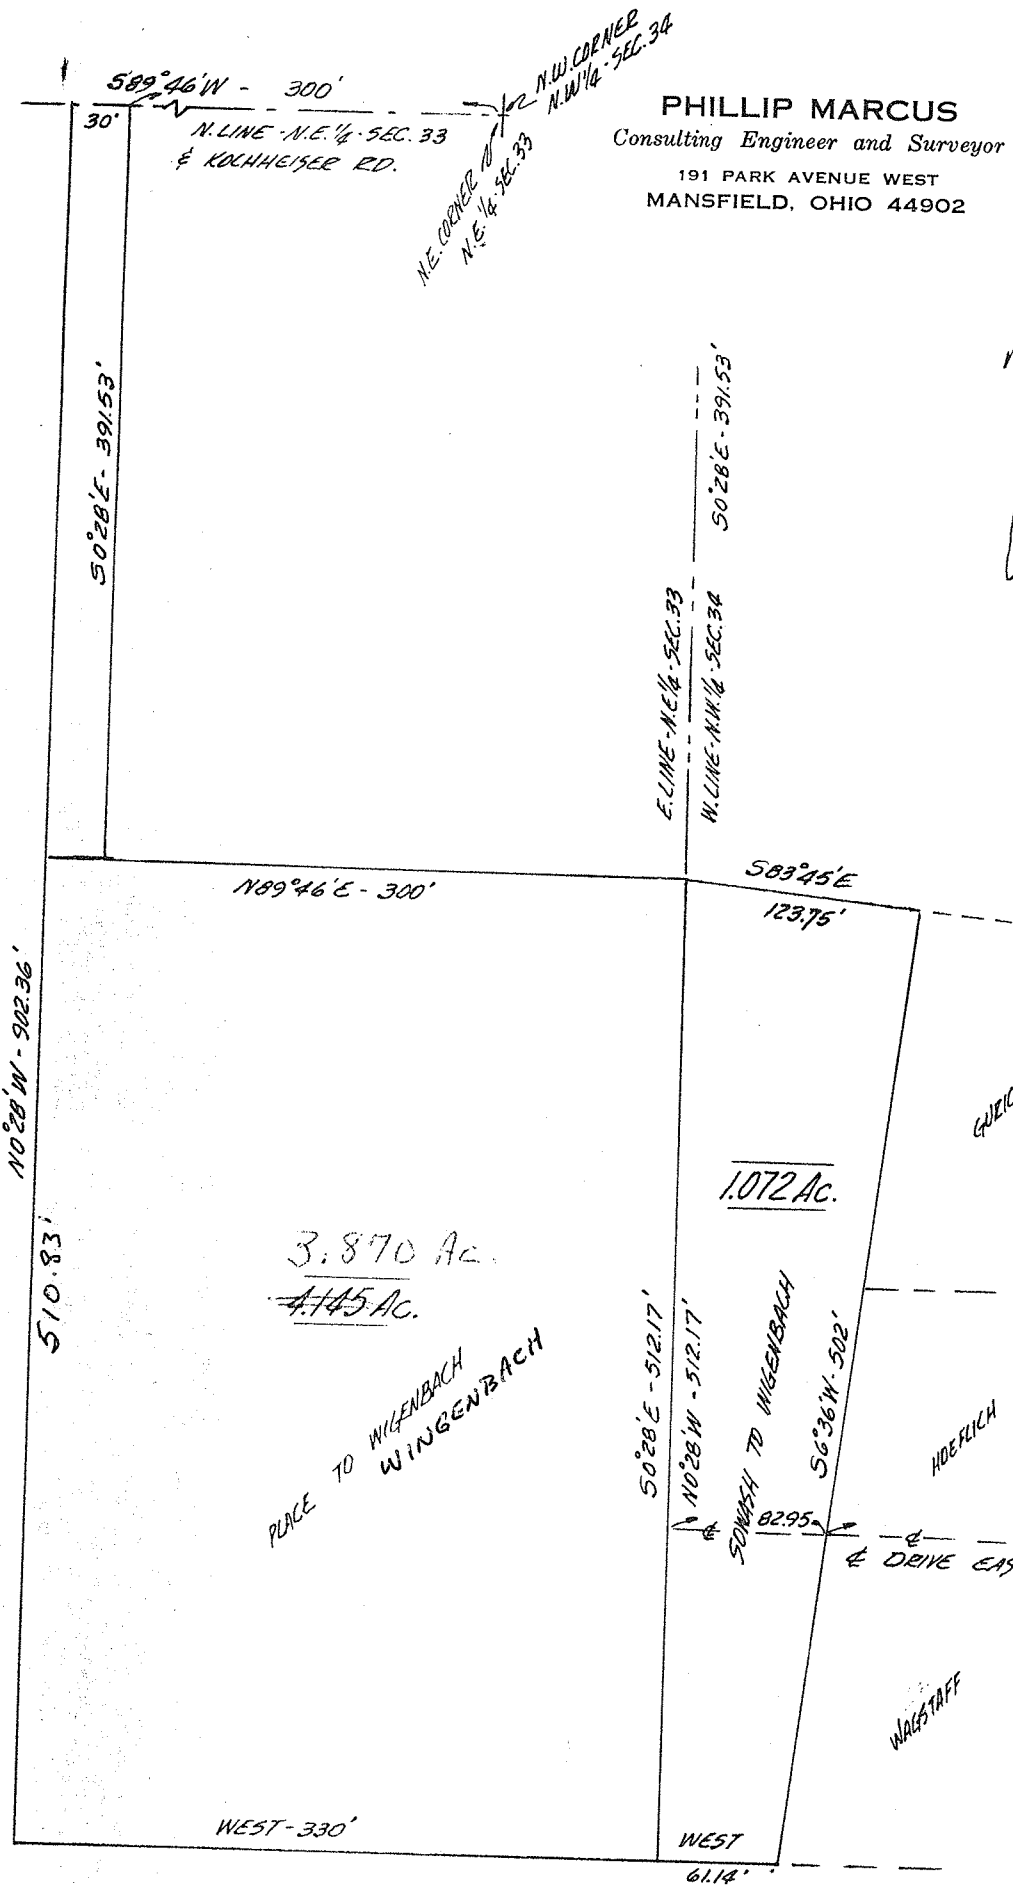 S89°46'W - 300'
30'
N. LINE - N.E. 1/4 - SEC. 33
& KOCHHEISER RD.
N.W. CORNER
N.W 1/4 - SEC. 34
N.E. CORNER
N.E. 1/4 - SEC. 33
PHILLIP MARCUS
Consulting Engineer and Surveyor
191 PARK AVENUE WEST
MANSFIELD, OHIO 44902
S0°28'E - 391.53'
S0°28'E - 391.53'
E. LINE - N.E 1/4 - SEC. 33
W. LINE - N.W. 1/4 - SEC. 34
N89°46'E - 300'
S83°45'E
123.75'
N0°28'W - 902.36'
510.83'
3.870 Ac.
4.145 Ac.
PLACE TO WIGENBACH
WINGENBACH
1.072 Ac.
S0°28'E - 512.17'
N0°28'W - 512.17'
SOWASH TO WIGENBACH
S6°36'W - 502'
HOEFLICH
82.95
℄ ℄
℄ DRIVE
WAGSTAFF
WEST - 330'
WEST
61.14'